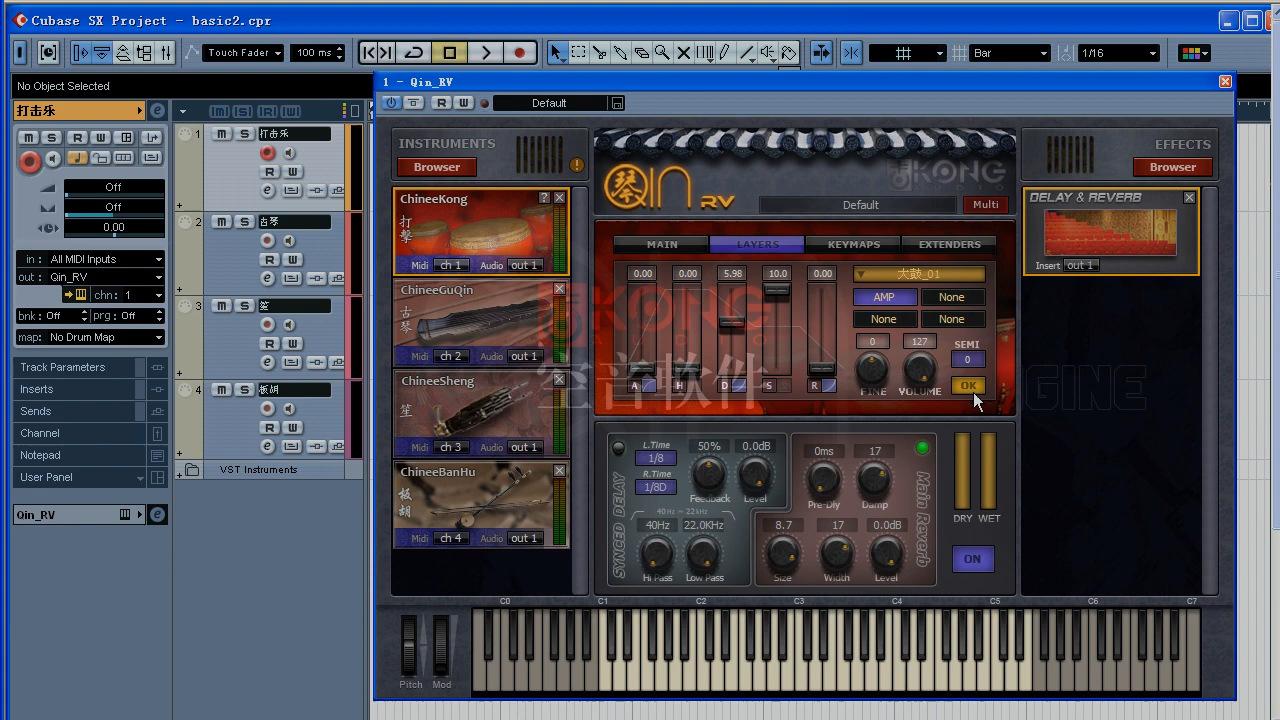 Cubase SX Project - basic2.cpr
Touch Fader
100 ms
Bar
1/16
No Object Selected
1 - Qin_RV
R W
Default
打击乐
M S R W
Off
Off
0.00
in : All MIDI Inputs
out : Qin_RV
chn: 1
bnk: Off prg: Off
map: No Drum Map
Track Parameters
Inserts
Sends
Channel
Notepad
User Panel
Qin_RV
1 M S 打击乐
R W
2 M S 古琴
R W
3 M S 笙
R W
4 M S 板胡
R W
VST Instruments
INSTRUMENTS
Browser
ChineeKong
打
擊
Midi ch 1 Audio out 1
ChineeGuQin
古
琴
Midi ch 2 Audio out 1
ChineeSheng
笙
Midi ch 3 Audio out 1
ChineeBanHu
板
胡
Midi ch 4 Audio out 1
琴 QIN RV
KONG
AUDIO
Default
Multi
MAIN LAYERS KEYMAPS EXTENDERS
0.00 0.00 5.98 10.0 0.00
大鼓_01
AMP None
None None
0 127 SEMI
0
FINE VOLUME OK
A H D S R
KONG
空音軟件
ENGINE
SYNCED DELAY
L.Time
1/8
R.Time
1/8D
50% 0.0dB
Feedback Level
40Hz ~ 22kHz
40Hz 22.0KHz
Hi Pass Low Pass
0ms 17
Pre-Dly Damp
8.7 17 0.0dB
Size Width Level
Main Reverb
DRY WET
ON
EFFECTS
Browser
DELAY & REVERB
Insert out 1
C0 C1 C2 C3 C4 C5 C6 C7
Pitch Mod